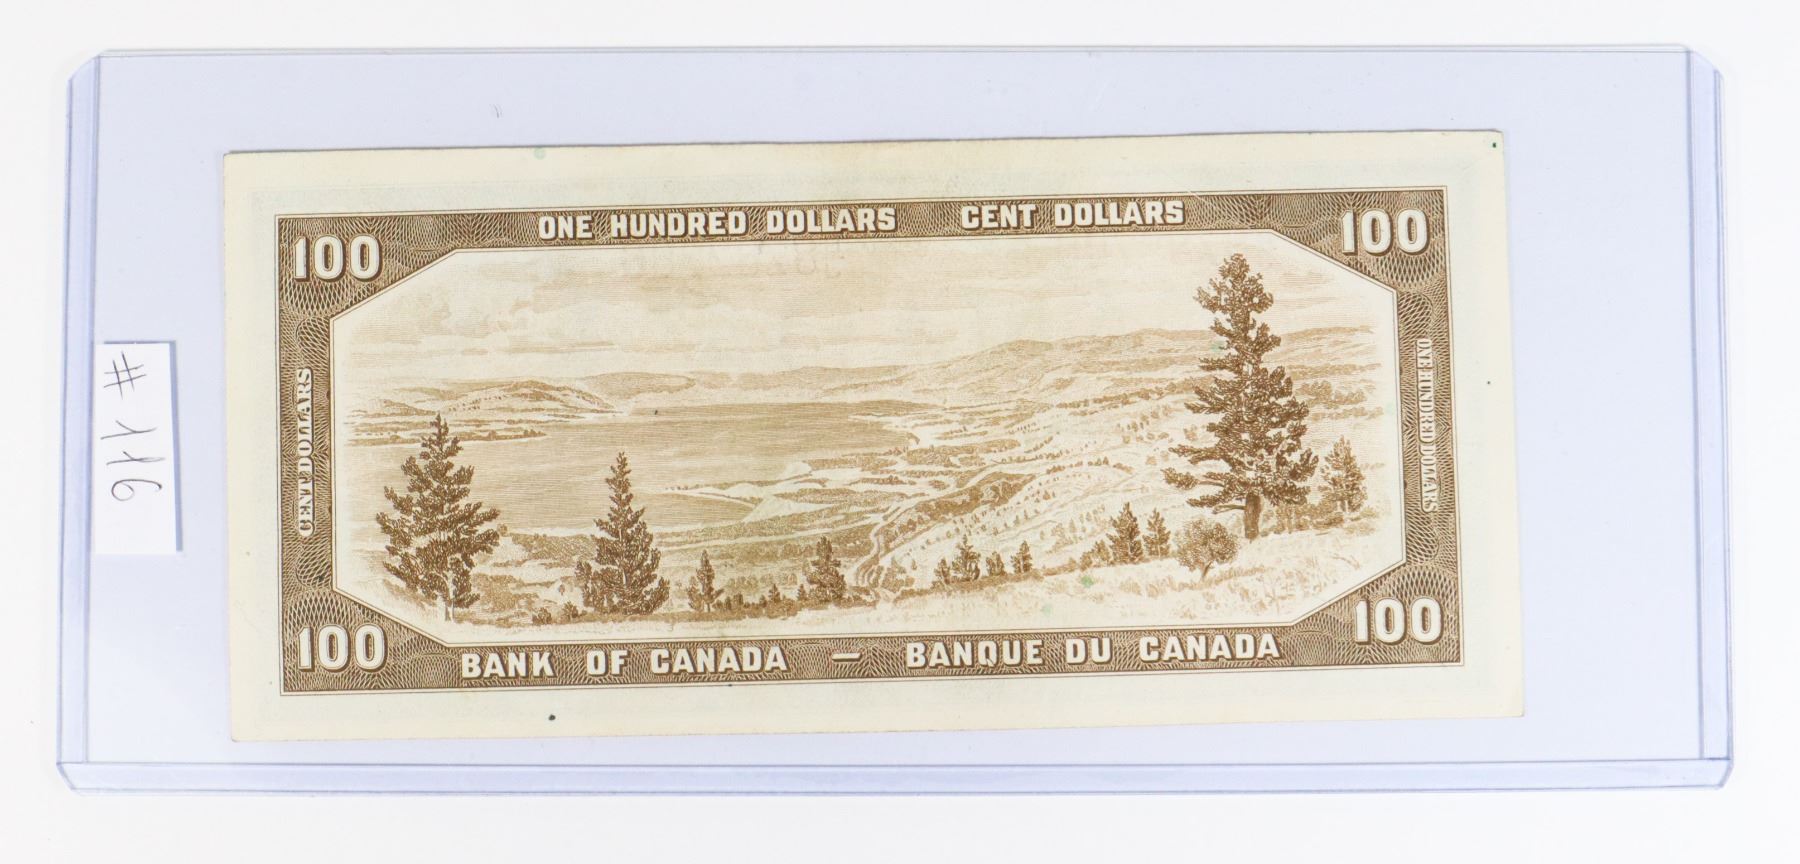 ONE HUNDRED DOLLARS CENT DOLLARS
100 100
CENT DOLLARS
ONE HUNDRED DOLLARS
100 100
BANK OF CANADA — BANQUE DU CANADA